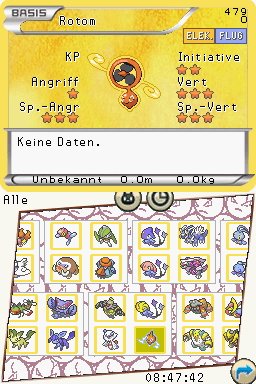 BASIS Rotom 479
0
ELEK. FLUG
KP Initiative
Angriff Vert
Sp.-Angr Sp.-Vert
Keine Daten.
Unbekannt 0.0m 0.0kg
Alle
08:47:42